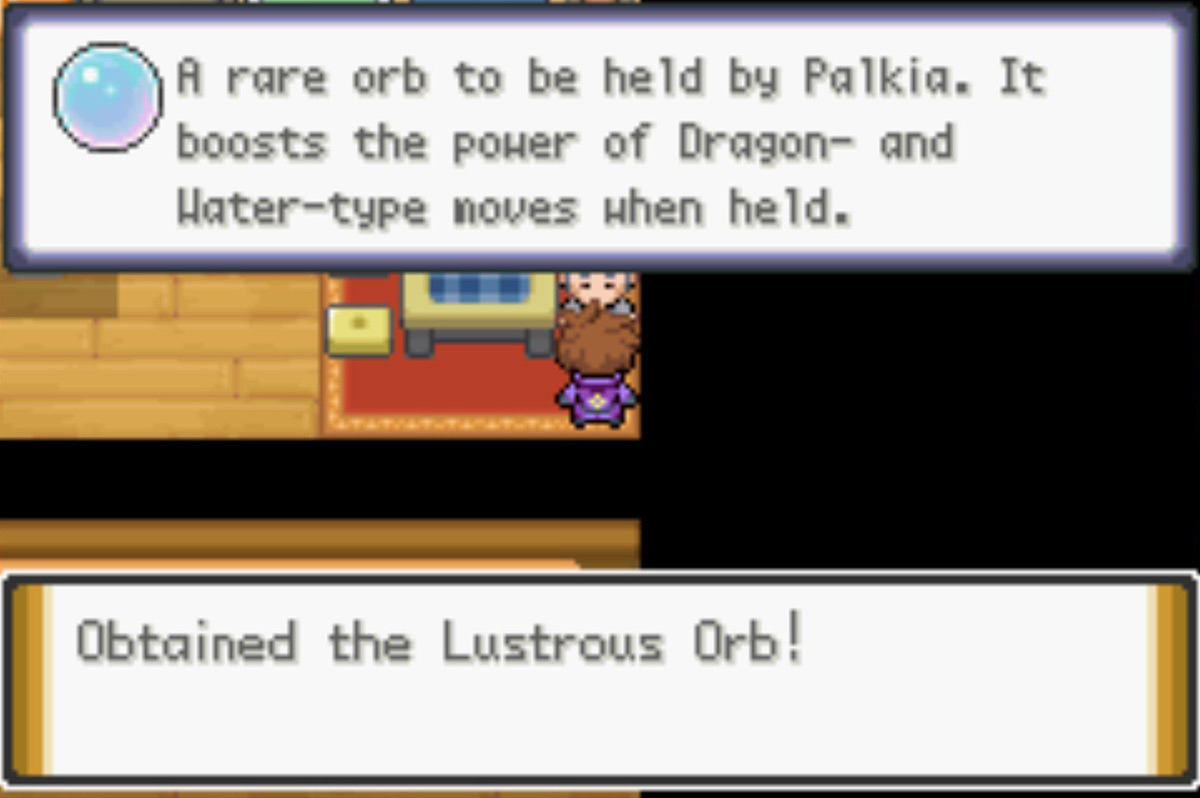 A rare orb to be held by Palkia. It
boosts the power of Dragon- and
Water-type moves when held.
Obtained the Lustrous Orb!